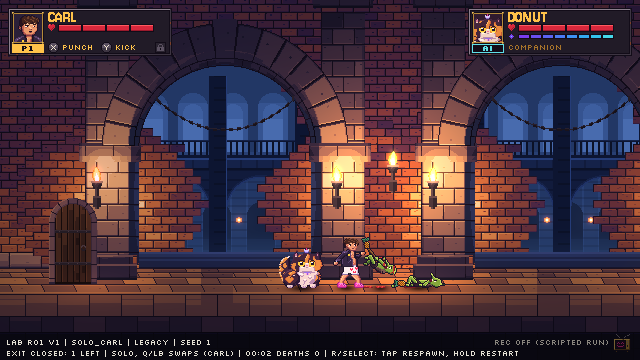 CARL
P1
X PUNCH Y KICK
DONUT
AI
COMPANION
LAB R01 V1 | SOLO_CARL | LEGACY | SEED 1
REC OFF (SCRIPTED RUN)
EXIT CLOSED: 1 LEFT | SOLO, Q/LB SWAPS (CARL) | 00:02 DEATHS 0 | R/SELECT: TAP RESPAWN, HOLD RESTART